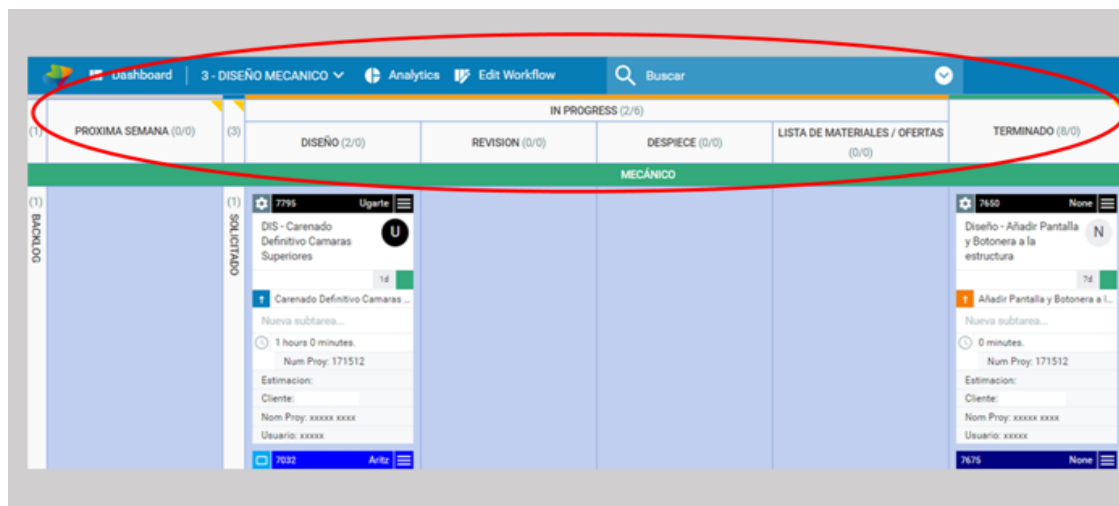 Dashboard
3 - DISEÑO MECANICO
Analytics
Edit Workflow
Buscar
(1)
PROXIMA SEMANA (0/0)
(3)
IN PROGRESS (2/6)
DISEÑO (2/0)
REVISION (0/0)
DESPIECE (0/0)
LISTA DE MATERIALES / OFERTAS
(0/0)
TERMINADO (8/0)
MECÁNICO
(1)
BACKLOG
(1)
SOLICITADO
7795 Ugarte
DIS - Carenado
Definitivo Camaras
Superiores
U
1d
Carenado Definitivo Camaras ...
Nueva subtarea...
1 hours 0 minutes.
Num Proy: 171512
Estimacion:
Cliente:
Nom Proy: xxxxx xxxx
Usuario: xxxxx
7032 Aritz
7650 None
Diseño - Añadir Pantalla
y Botonera a la
estructura
N
7d
Añadir Pantalla y Botonera a l...
Nueva subtarea...
0 minutes.
Num Proy: 171512
Estimacion:
Cliente:
Nom Proy: xxxxx xxxx
Usuario: xxxxx
7675 None